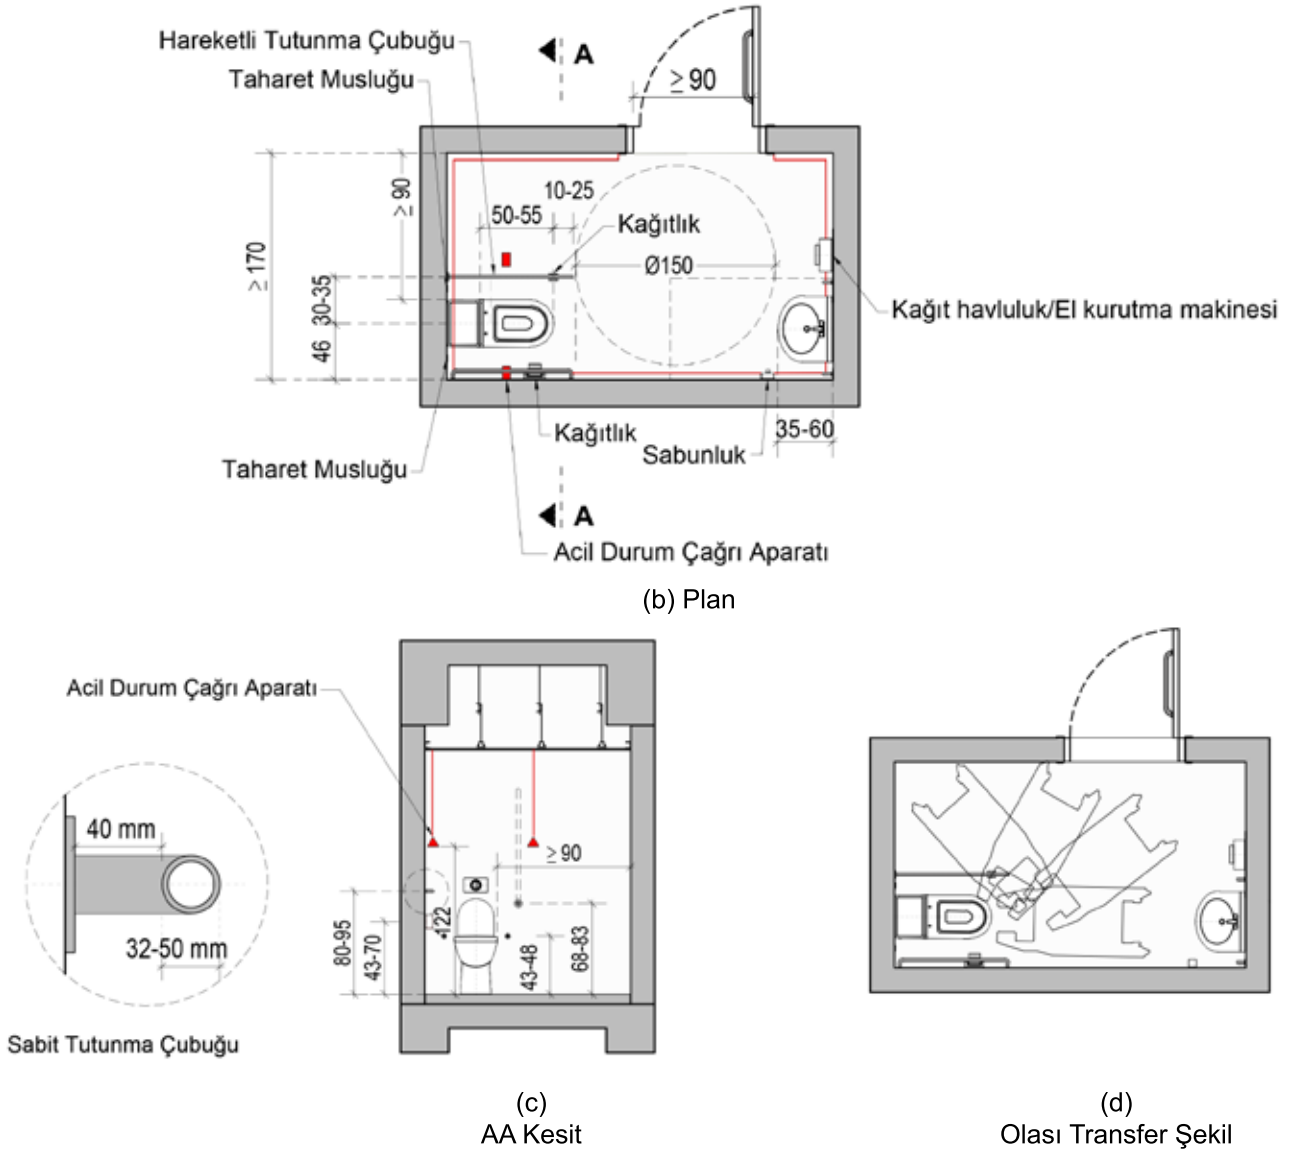 Hareketli Tutunma Çubuğu
Taharet Musluğu
A
≥ 90
≥ 90
≥170
10-25
50-55
Kağıtlık
Ø150
30-35
46
Kağıt havluluk/El kurutma makinesi
35-60
Kağıtlık
Sabunluk
Taharet Musluğu
A
Acil Durum Çağrı Aparatı
(b) Plan
Acil Durum Çağrı Aparatı
40 mm
32-50 mm
Sabit Tutunma Çubuğu
≥ 90
122
80-95
43-70
43-48
68-83
(c)
AA Kesit
(d)
Olası Transfer Şekil